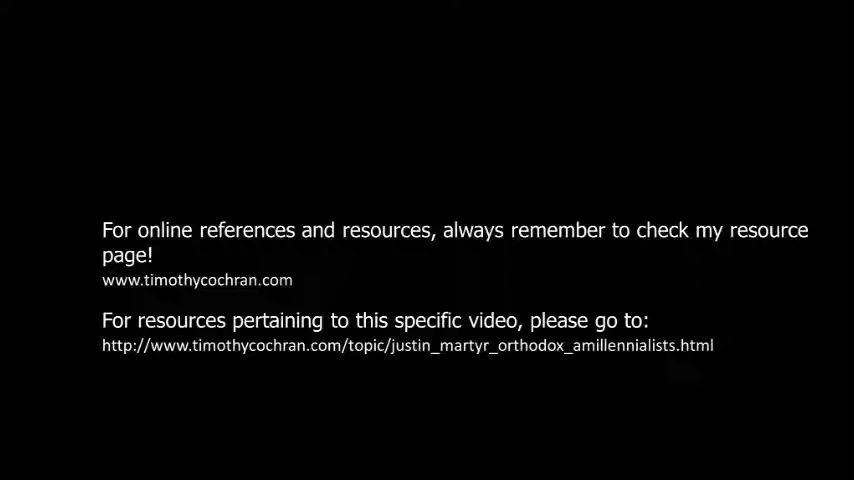 For online references and resources, always remember to check my resource
page!
www.timothycochran.com
For resources pertaining to this specific video, please go to:
http://www.timothycochran.com/topic/justin_martyr_orthodox_amillennialists.html